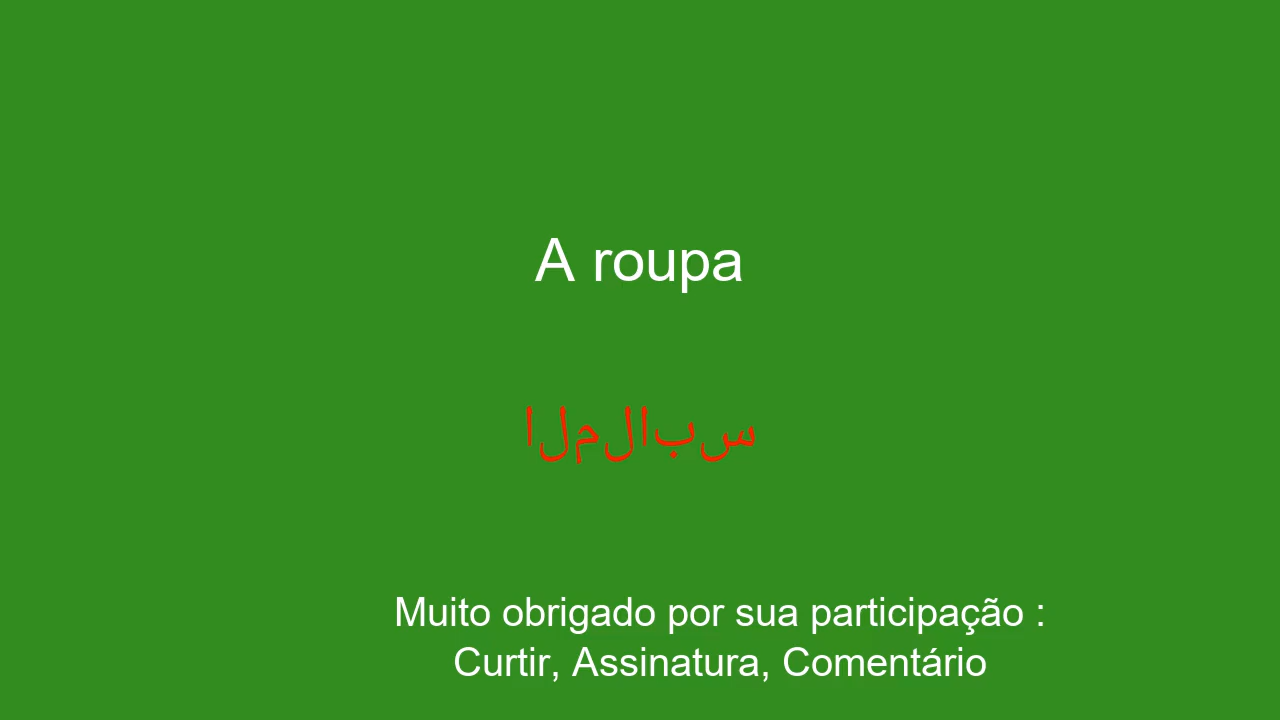 A roupa
الملابس
Muito obrigado por sua participação :
Curtir, Assinatura, Comentário